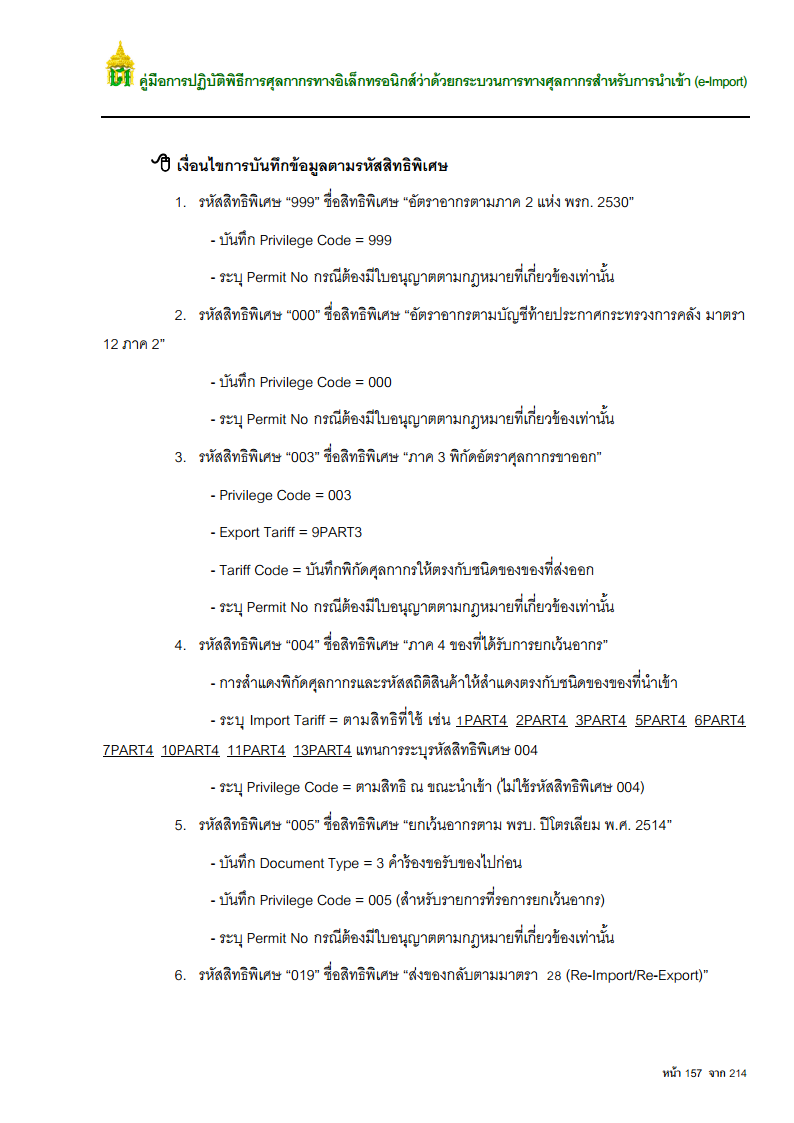 คู่มือการปฏิบัติพิธีการศุลกากรทางอิเล็กทรอนิกส์ว่าด้วยกระบวนการทางศุลกากรสำหรับการนำเข้า (e-Import)
เงื่อนไขการบันทึกข้อมูลตามรหัสสิทธิพิเศษ
1. รหัสสิทธิพิเศษ “999” ชื่อสิทธิพิเศษ “อัตราอากรตามภาค 2 แห่ง พรก. 2530”
- บันทึก Privilege Code = 999
- ระบุ Permit No กรณีต้องมีใบอนุญาตตามกฎหมายที่เกี่ยวข้องเท่านั้น
2. รหัสสิทธิพิเศษ “000” ชื่อสิทธิพิเศษ “อัตราอากรตามบัญชีท้ายประกาศกระทรวงการคลัง มาตรา
12 ภาค 2”
- บันทึก Privilege Code = 000
- ระบุ Permit No กรณีต้องมีใบอนุญาตตามกฎหมายที่เกี่ยวข้องเท่านั้น
3. รหัสสิทธิพิเศษ “003” ชื่อสิทธิพิเศษ “ภาค 3 พิกัดอัตราศุลกากรขาออก”
- Privilege Code = 003
- Export Tariff = 9PART3
- Tariff Code = บันทึกพิกัดศุลกากรให้ตรงกับชนิดของของที่ส่งออก
- ระบุ Permit No กรณีต้องมีใบอนุญาตตามกฎหมายที่เกี่ยวข้องเท่านั้น
4. รหัสสิทธิพิเศษ “004” ชื่อสิทธิพิเศษ “ภาค 4 ของที่ได้รับการยกเว้นอากร”
- การสำแดงพิกัดศุลกากรและรหัสสถิติสินค้าให้สำแดงตรงกับชนิดของของที่นำเข้า
- ระบุ Import Tariff = ตามสิทธิที่ใช้ เช่น 1PART4 2PART4 3PART4 5PART4 6PART4
7PART4 10PART4 11PART4 13PART4 แทนการระบุรหัสสิทธิพิเศษ 004
- ระบุ Privilege Code = ตามสิทธิ ณ ขณะนำเข้า (ไม่ใช้รหัสสิทธิพิเศษ 004)
5. รหัสสิทธิพิเศษ “005” ชื่อสิทธิพิเศษ “ยกเว้นอากรตาม พรบ. ปิโตรเลียม พ.ศ. 2514”
- บันทึก Document Type = 3 คำร้องขอรับของไปก่อน
- บันทึก Privilege Code = 005 (สำหรับรายการที่รอการยกเว้นอากร)
- ระบุ Permit No กรณีต้องมีใบอนุญาตตามกฎหมายที่เกี่ยวข้องเท่านั้น
6. รหัสสิทธิพิเศษ “019” ชื่อสิทธิพิเศษ “ส่งของกลับตามมาตรา 28 (Re-Import/Re-Export)”
หน้า 157 จาก 214